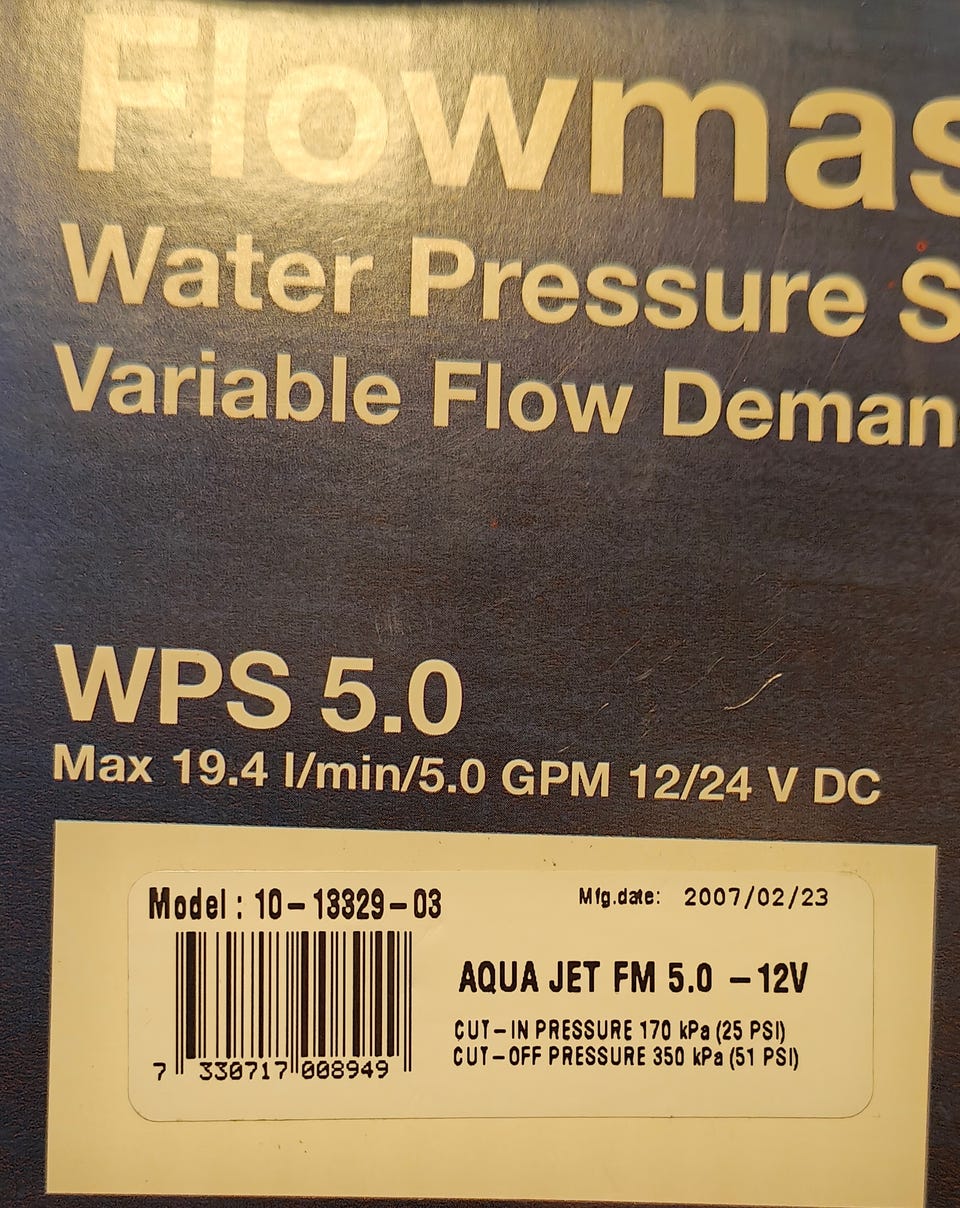 Flowmas
Water Pressure S
Variable Flow Deman
WPS 5.0
Max 19.4 l/min/5.0 GPM 12/24 V DC
Model : 10-13329-03
Mfg.date: 2007/02/23
AQUA JET FM 5.0 -12V
CUT-IN PRESSURE 170 kPa (25 PSI)
CUT-OFF PRESSURE 350 kPa (51 PSI)
7 330717 008949